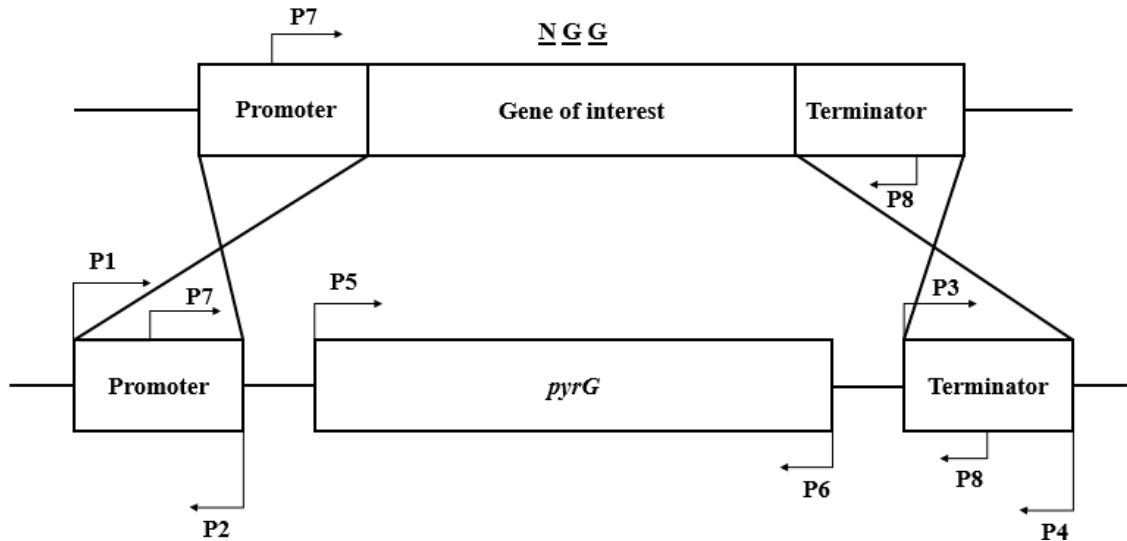 P7
N G G
Promoter
Gene of interest
Terminator
P8
P1
P7
P5
P3
Promoter
pyrG
Terminator
P2
P6
P8
P4